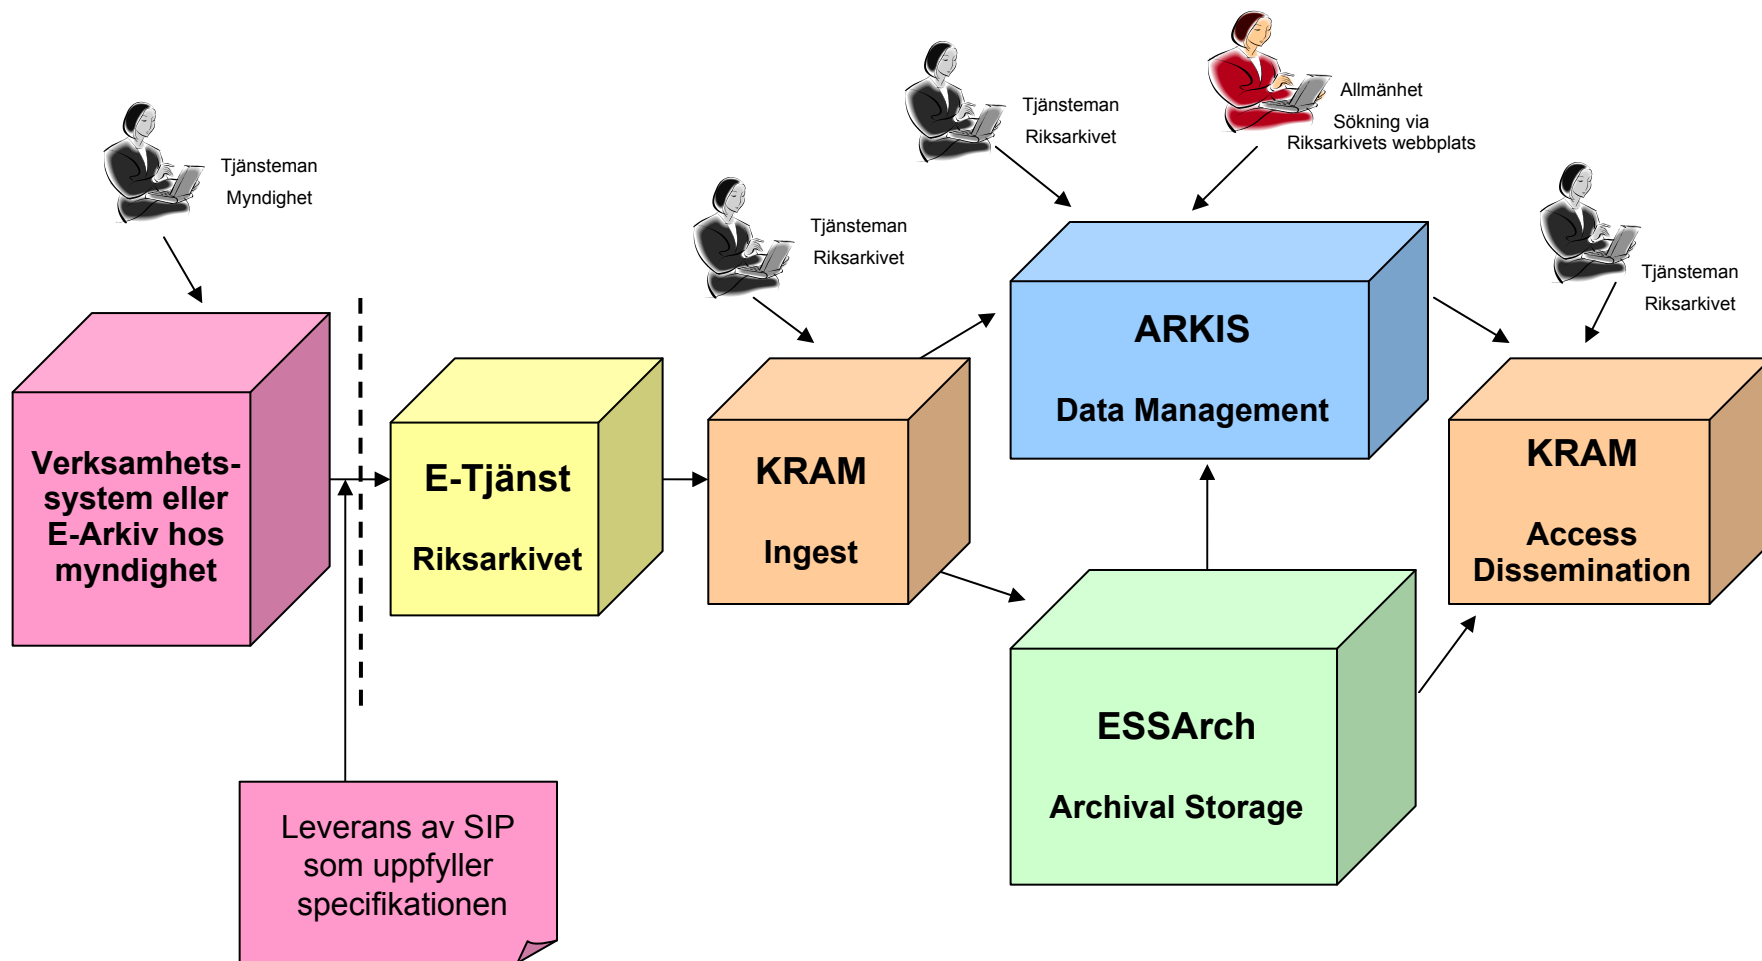 Tjänsteman
Myndighet
Tjänsteman
Riksarkivet
Tjänsteman
Riksarkivet
Allmänhet
Sökning via
Riksarkivets webbplats
Tjänsteman
Riksarkivet
Verksamhets-
system eller
E-Arkiv hos
myndighet
E-Tjänst
Riksarkivet
KRAM
Ingest
ARKIS
Data Management
KRAM
Access
Dissemination
ESSArch
Archival Storage
Leverans av SIP
som uppfyller
specifikationen